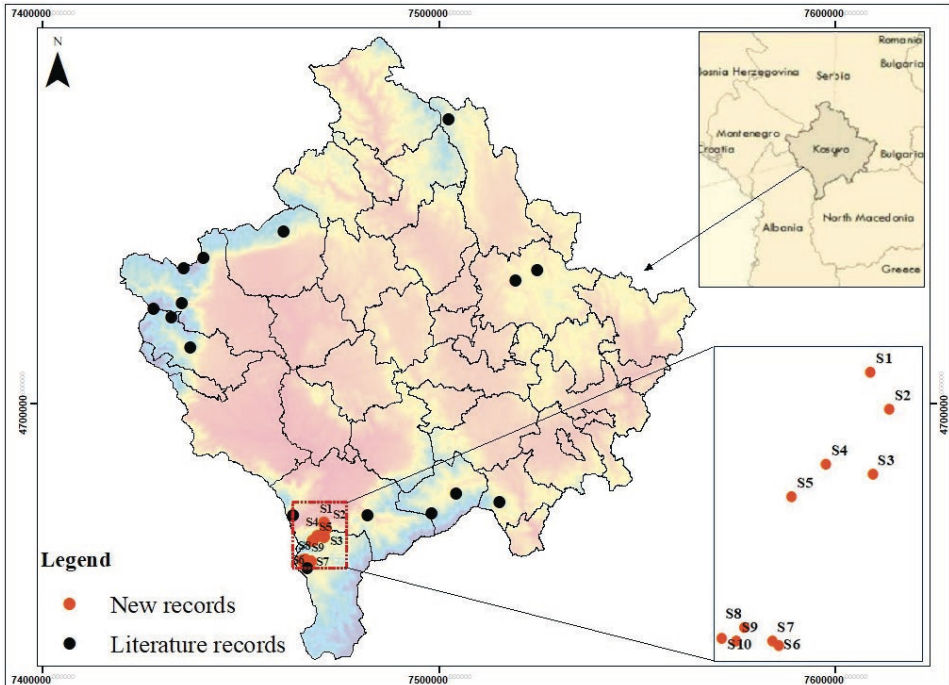 7400000
7500000
7600000
N
Romania
Bulgaria
Bosnia Herzegovina
Serbia
Montenegro
Croatia
Kosovo
Bulgaria
Albania
North Macedonia
Greece
4700000
4700000
S1
S2
S4
S3
S5
S8
S9
S7
S10
S6
S1
S2
S4
S5
S3
S9
S7
Legend
New records
Literature records
7400000
7500000
7600000